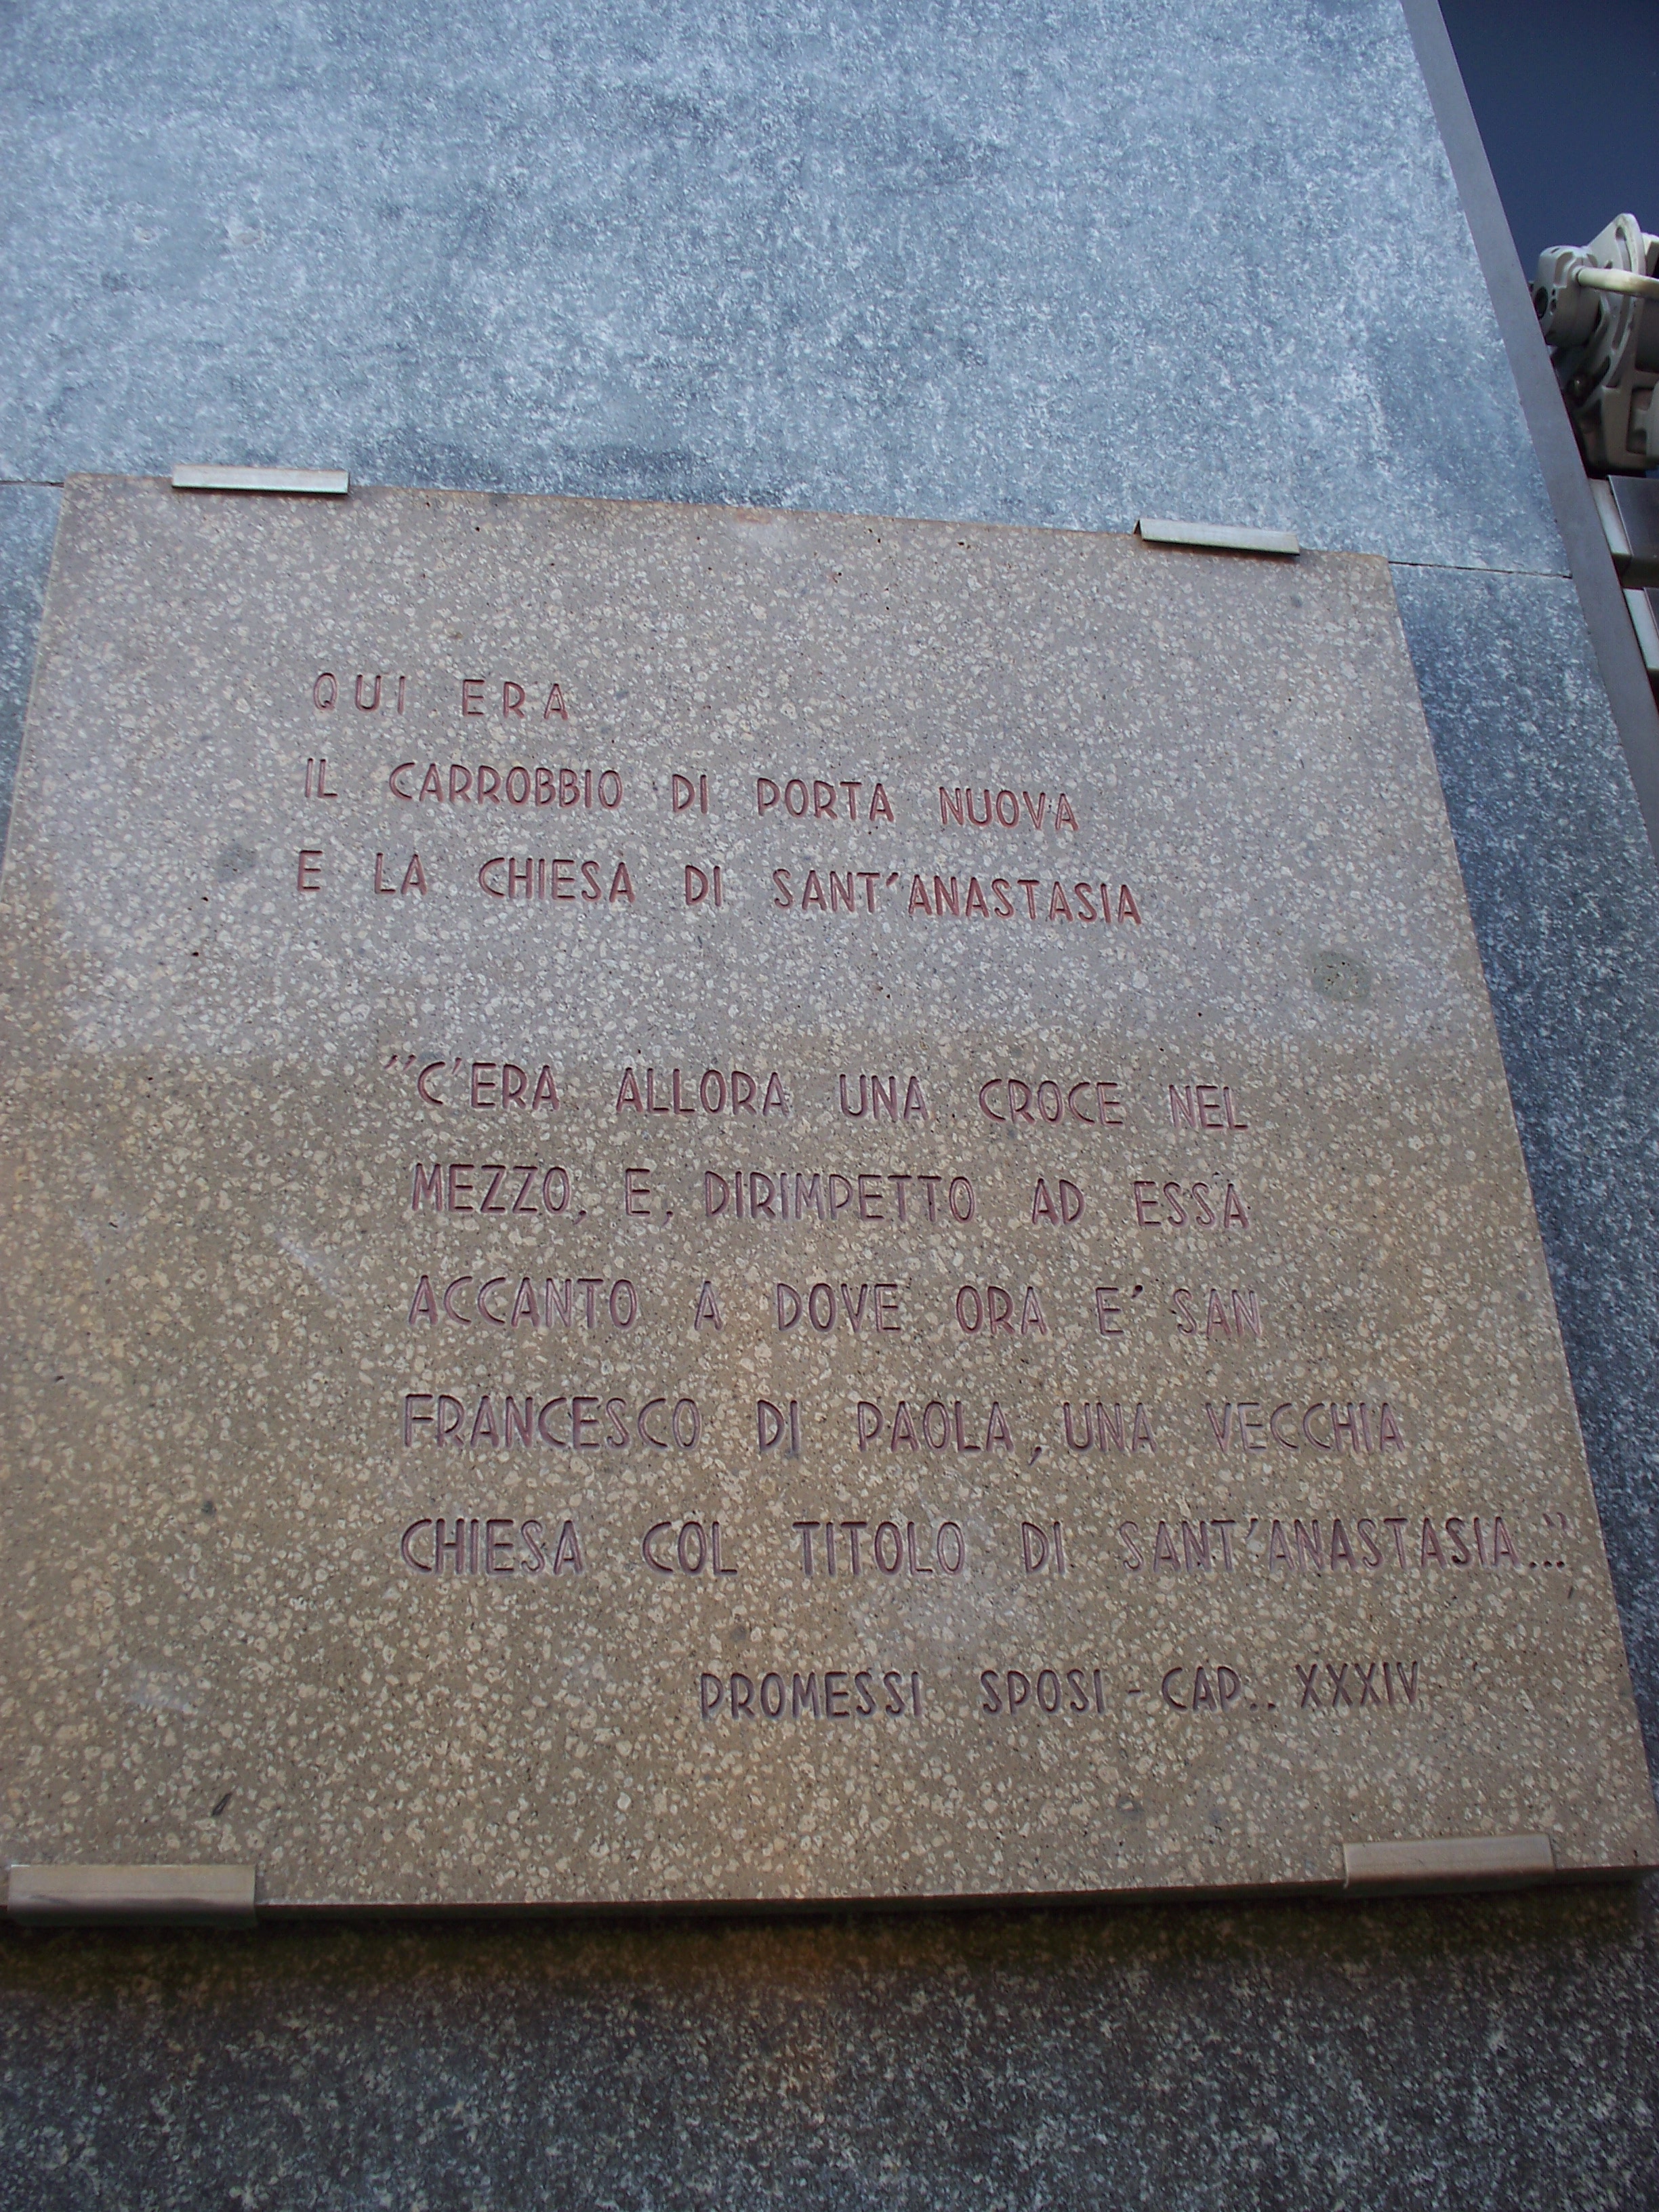 QUI ERA
IL CARROBBIO DI PORTA NUOVA
E LA CHIESA DI SANT'ANASTASIA
"C'ERA ALLORA UNA CROCE NEL
MEZZO, E, DIRIMPETTO AD ESSA
ACCANTO A DOVE ORA E' SAN
FRANCESCO DI PAOLA, UNA VECCHIA
CHIESA COL TITOLO DI SANT'ANASTASIA..."
PROMESSI SPOSI - CAP.. XXXIV